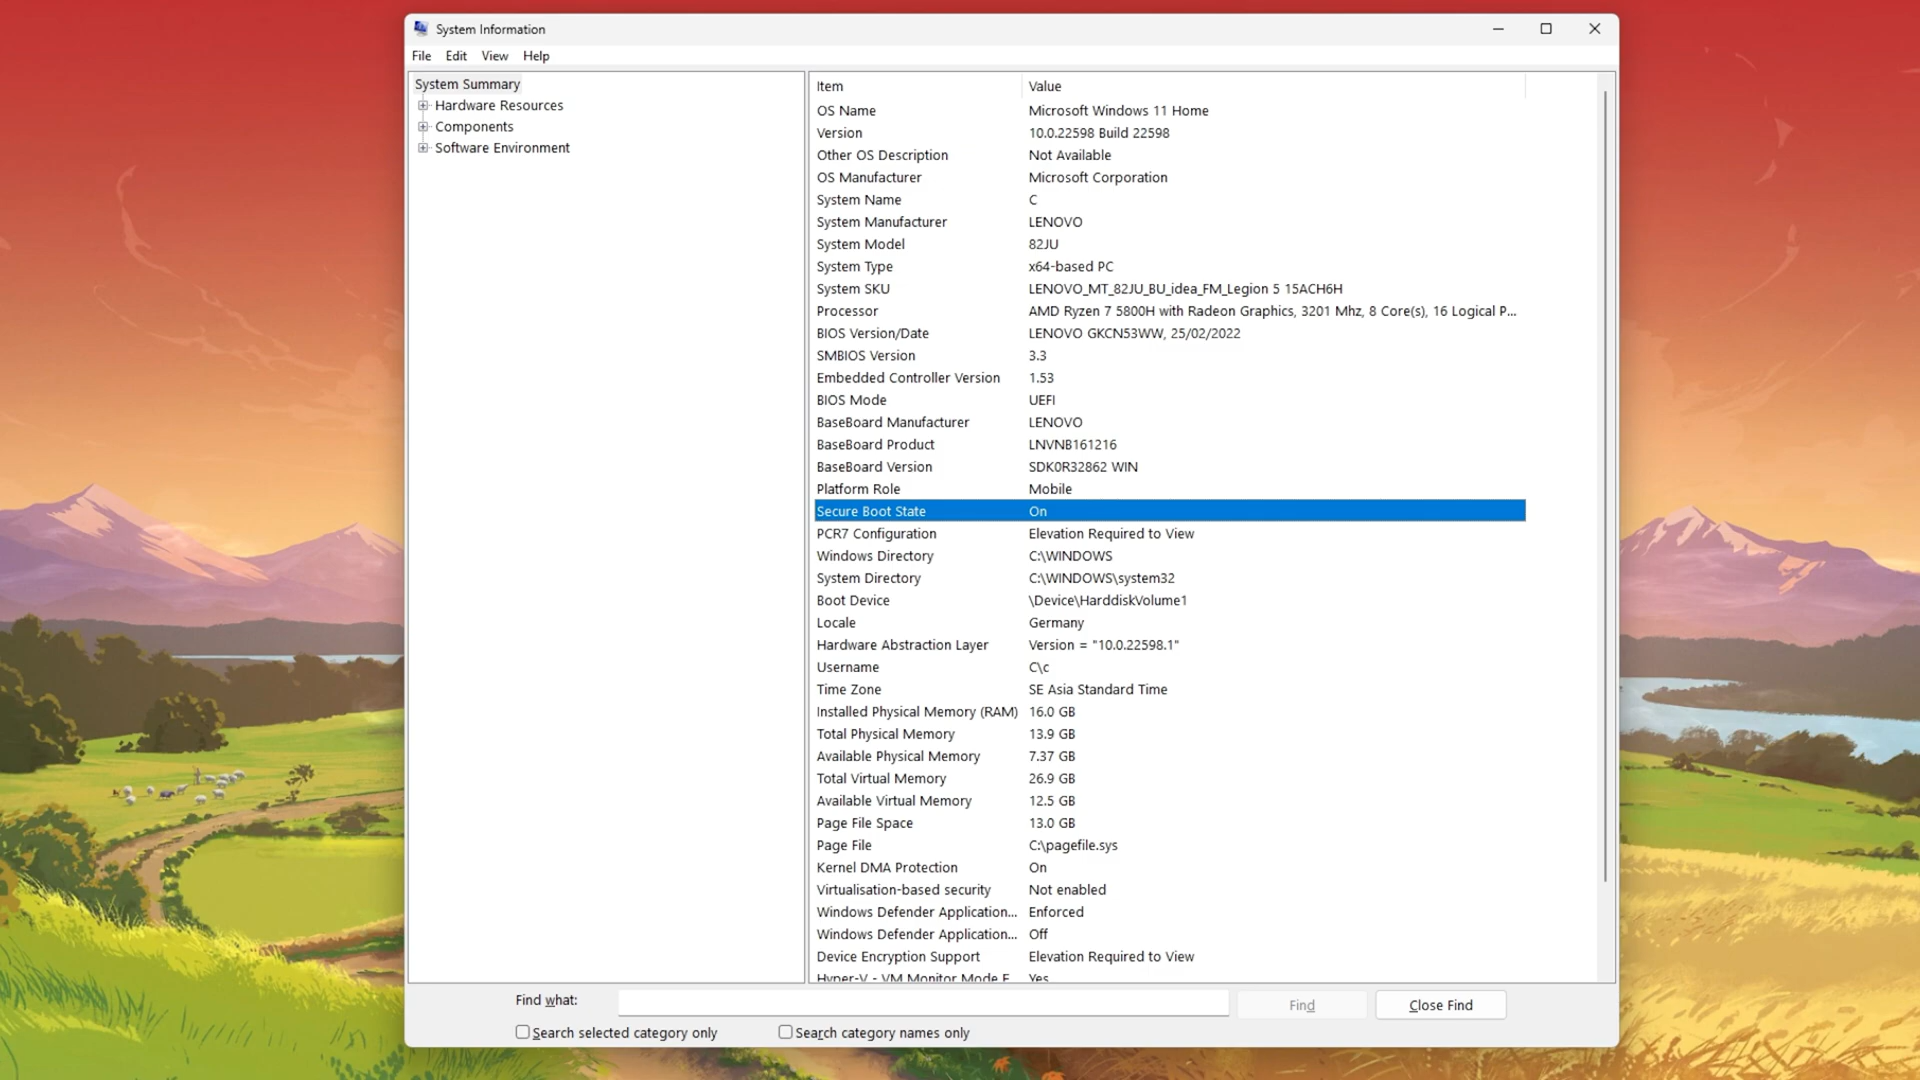 System Information
File Edit View Help
System Summary
Hardware Resources
Components
Software Environment
Item Value
OS Name Microsoft Windows 11 Home
Version 10.0.22598 Build 22598
Other OS Description Not Available
OS Manufacturer Microsoft Corporation
System Name C
System Manufacturer LENOVO
System Model 82JU
System Type x64-based PC
System SKU LENOVO_MT_82JU_BU_idea_FM_Legion 5 15ACH6H
Processor AMD Ryzen 7 5800H with Radeon Graphics, 3201 Mhz, 8 Core(s), 16 Logical P...
BIOS Version/Date LENOVO GKCN53WW, 25/02/2022
SMBIOS Version 3.3
Embedded Controller Version 1.53
BIOS Mode UEFI
BaseBoard Manufacturer LENOVO
BaseBoard Product LNVNB161216
BaseBoard Version SDK0R32862 WIN
Platform Role Mobile
Secure Boot State On
PCR7 Configuration Elevation Required to View
Windows Directory C:\WINDOWS
System Directory C:\WINDOWS\system32
Boot Device \Device\HarddiskVolume1
Locale Germany
Hardware Abstraction Layer Version = "10.0.22598.1"
Username C\c
Time Zone SE Asia Standard Time
Installed Physical Memory (RAM) 16.0 GB
Total Physical Memory 13.9 GB
Available Physical Memory 7.37 GB
Total Virtual Memory 26.9 GB
Available Virtual Memory 12.5 GB
Page File Space 13.0 GB
Page File C:\pagefile.sys
Kernel DMA Protection On
Virtualisation-based security Not enabled
Windows Defender Application... Enforced
Windows Defender Application... Off
Device Encryption Support Elevation Required to View
Hyper-V - VM Monitor Mode E Yes
Find what: Find Close Find
Search selected category only Search category names only